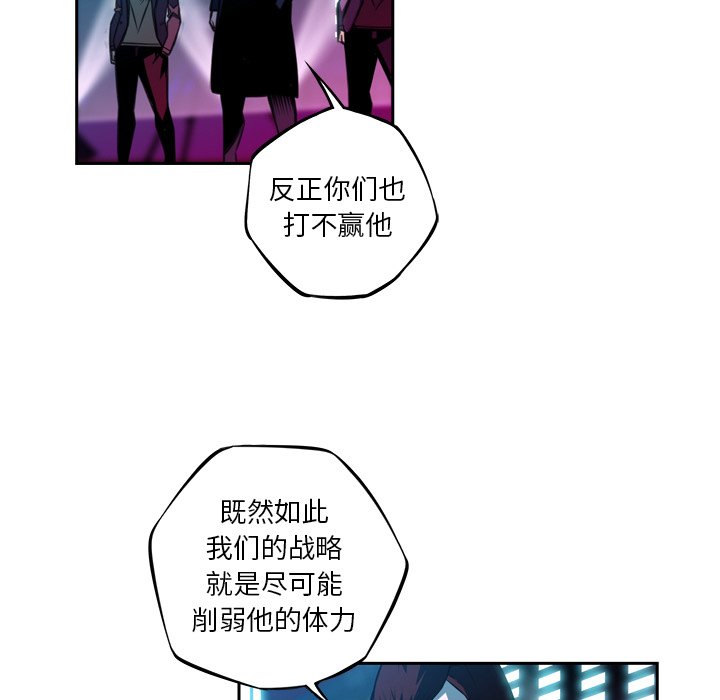 反正你们也
打不赢他
既然如此
我们的战略
就是尽可能
削弱他的体力